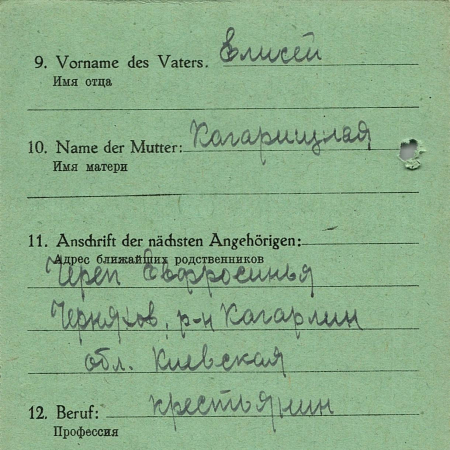 9. Vorname des Vaters. Елисей
Имя отца
10. Name der Mutter: Кагарицкая
Имя матери
11. Anschrift der nächsten Angehörigen:
Адрес ближайших родственников
Череп Евфросинья
Черняхов, р-н Кагарлин
обл. Киевская
12. Beruf: крестьянин
Профессия